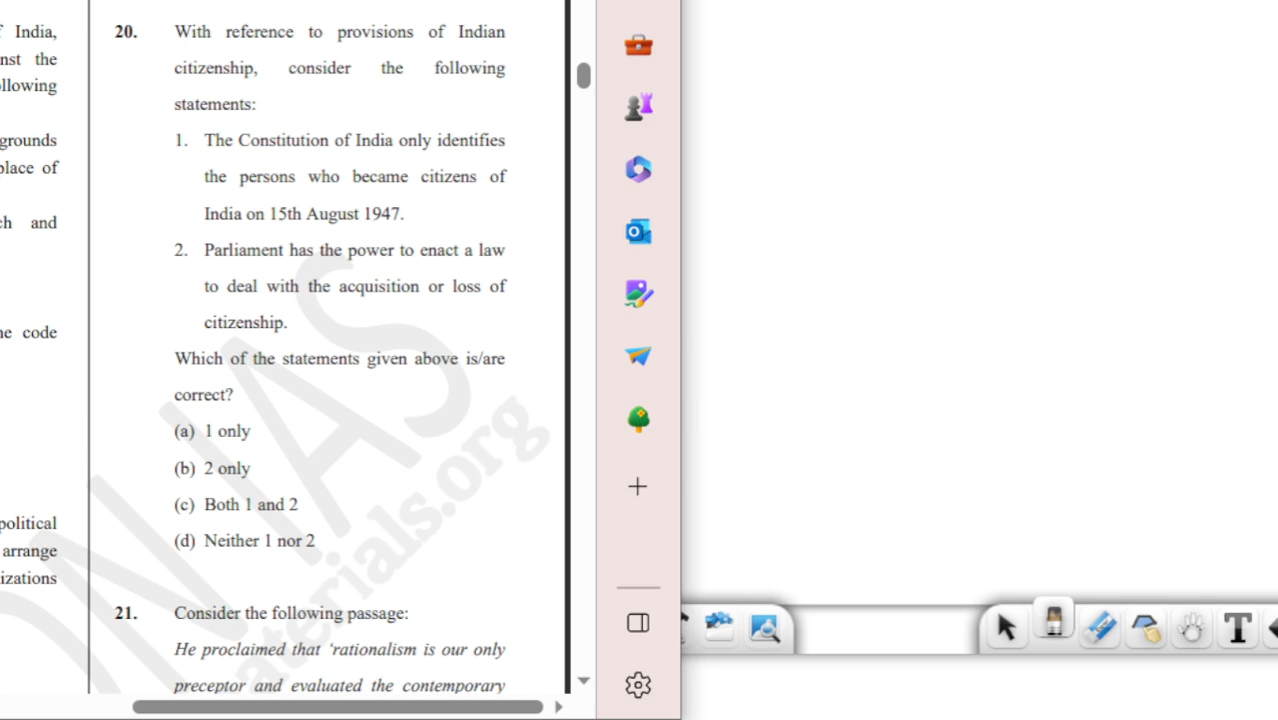 f India,
nst the
ollowing
grounds
place of
ch and
ne code
political
arrange
izations
20. With reference to provisions of Indian
citizenship, consider the following
statements:
1. The Constitution of India only identifies
the persons who became citizens of
India on 15th August 1947.
2. Parliament has the power to enact a law
to deal with the acquisition or loss of
citizenship.
Which of the statements given above is/are
correct?
(a) 1 only
(b) 2 only
(c) Both 1 and 2
(d) Neither 1 nor 2
21. Consider the following passage:
He proclaimed that ‘rationalism is our only
preceptor and evaluated the contemporary
ONIAS
aterials.org
T